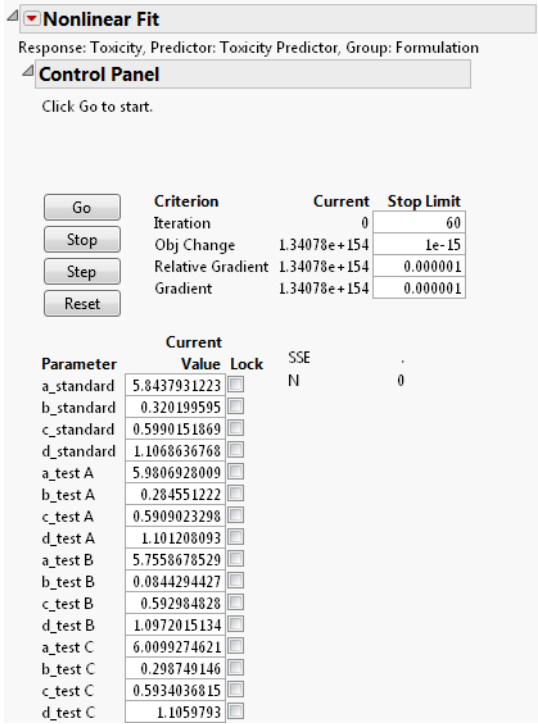 Nonlinear Fit
Response: Toxicity, Predictor: Toxicity Predictor, Group: Formulation
Control Panel
Click Go to start.
Go
Stop
Step
Reset
Criterion Current Stop Limit
Iteration 0 60
Obj Change 1.34078e+154 1e-15
Relative Gradient 1.34078e+154 0.000001
Gradient 1.34078e+154 0.000001
Parameter Current Value Lock
a_standard 5.8437931223
b_standard 0.320199595
c_standard 0.5990151869
d_standard 1.1068636768
a_test A 5.9806928009
b_test A 0.284551222
c_test A 0.5909023298
d_test A 1.101208093
a_test B 5.7558678529
b_test B 0.0844294427
c_test B 0.592984828
d_test B 1.0972015134
a_test C 6.0099274621
b_test C 0.298749146
c_test C 0.5934036815
d_test C 1.1059793
SSE .
N 0